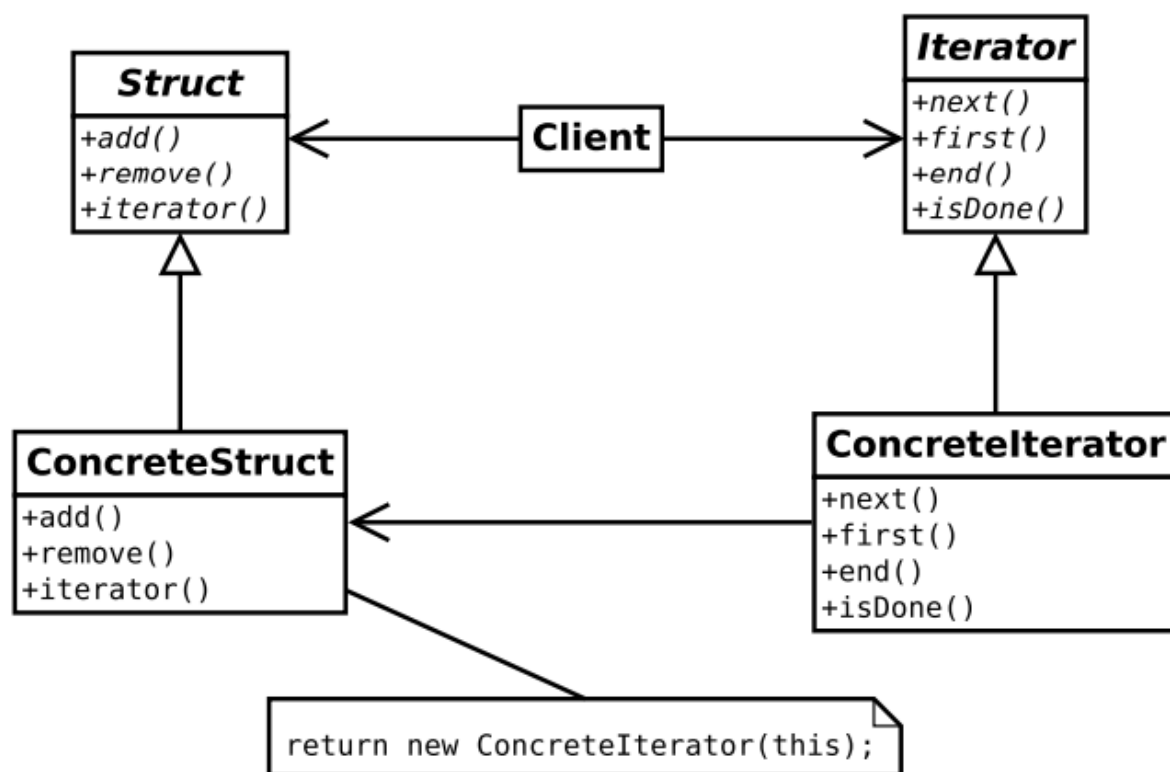 Struct
+add()
+remove()
+iterator()
Client
Iterator
+next()
+first()
+end()
+isDone()
ConcreteStruct
+add()
+remove()
+iterator()
ConcreteIterator
+next()
+first()
+end()
+isDone()
return new ConcreteIterator(this);